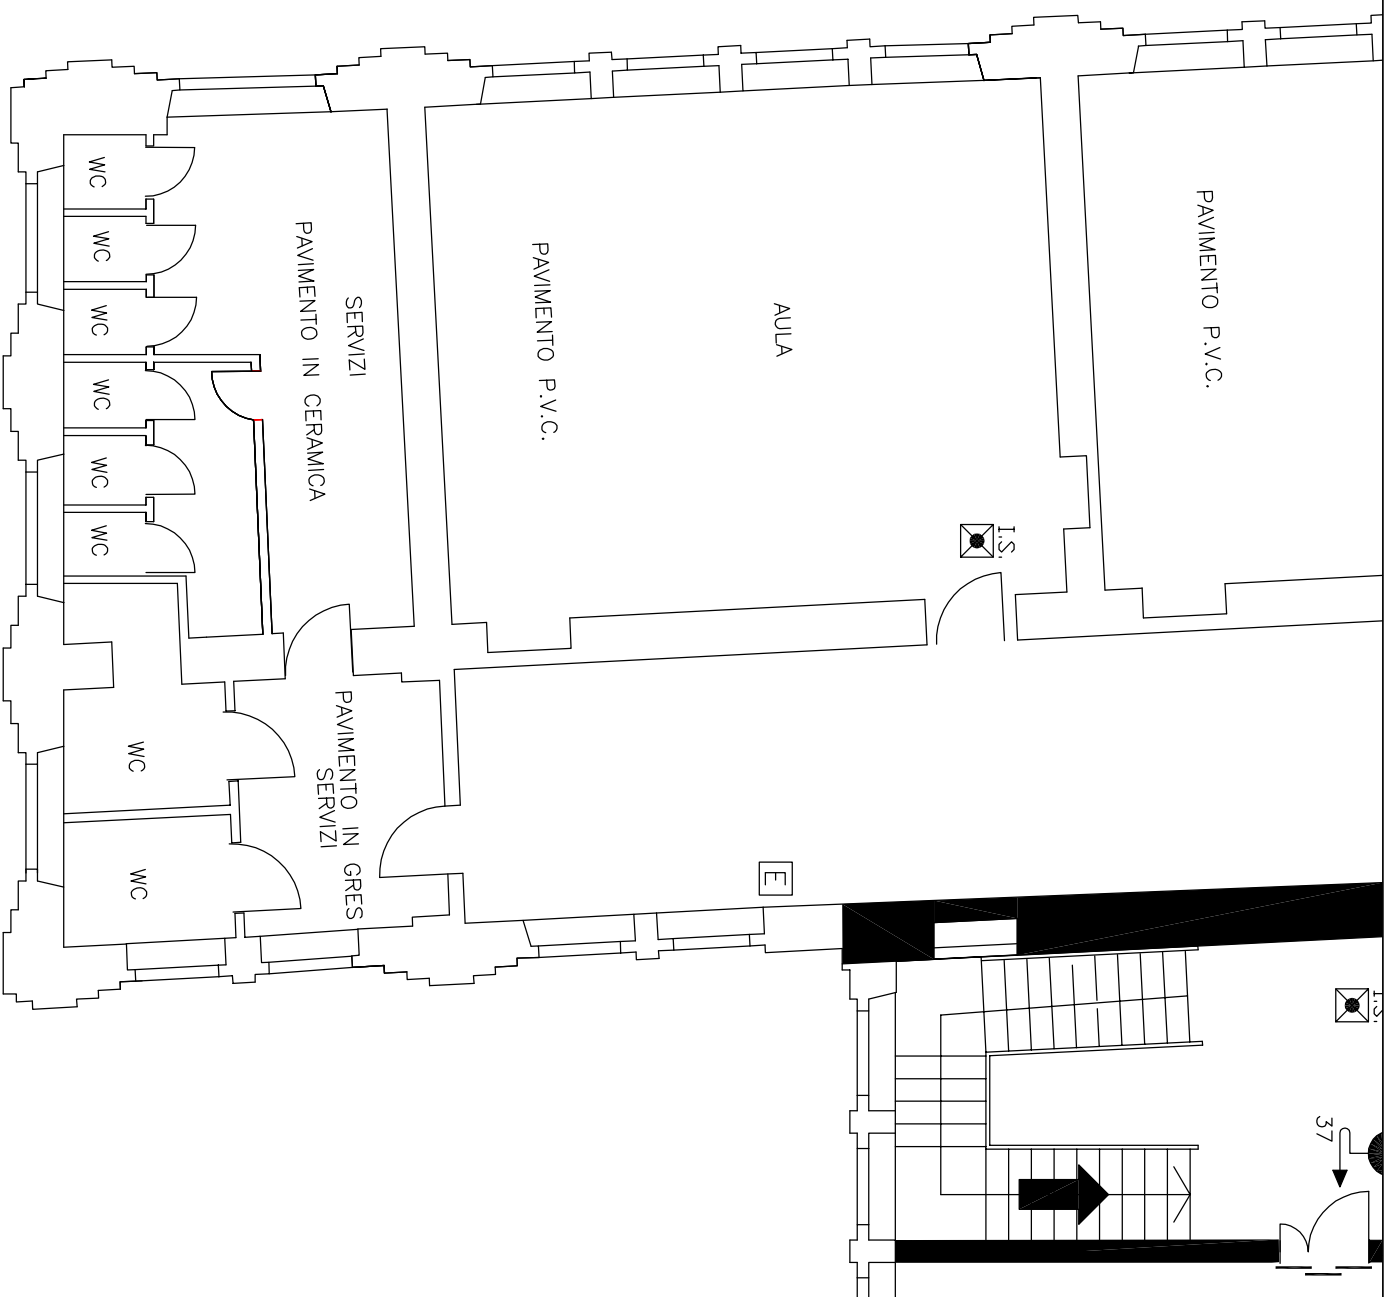 WC
WC
WC
WC
WC
WC
SERVIZI
PAVIMENTO IN CERAMICA
PAVIMENTO P.V.C.
AULA
PAVIMENTO P.V.C.
I.S.
WC
WC
PAVIMENTO IN GRES
SERVIZI
E
I.S.
37